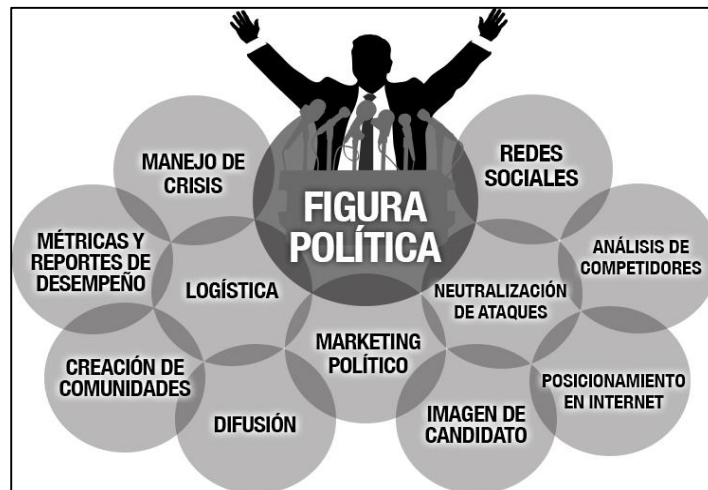 MANEJO DE
CRISIS
REDES
SOCIALES
FIGURA
POLÍTICA
MÉTRICAS Y
REPORTES DE
DESEMPEÑO
LOGÍSTICA
NEUTRALIZACIÓN
DE ATAQUES
ANÁLISIS DE
COMPETIDORES
MARKETING
POLÍTICO
CREACIÓN DE
COMUNIDADES
DIFUSIÓN
IMAGEN DE
CANDIDATO
POSICIONAMIENTO
EN INTERNET